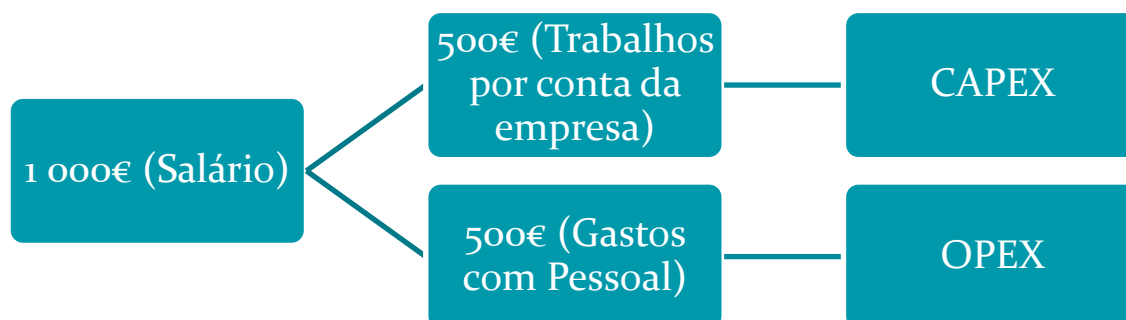 1 000€ (Salário)
500€ (Trabalhos
por conta da
empresa)
CAPEX
500€ (Gastos
com Pessoal)
OPEX